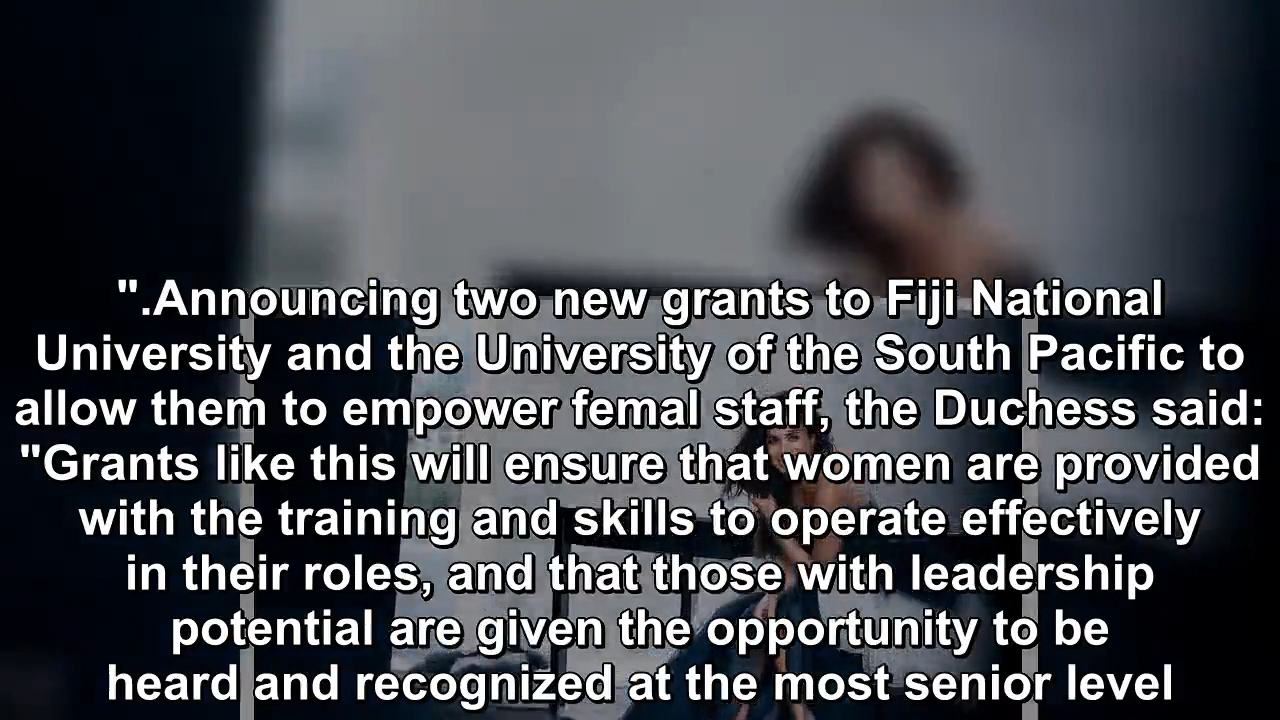 ".Announcing two new grants to Fiji National
University and the University of the South Pacific to
allow them to empower femal staff, the Duchess said:
"Grants like this will ensure that women are provided
with the training and skills to operate effectively
in their roles, and that those with leadership
potential are given the opportunity to be
heard and recognized at the most senior level